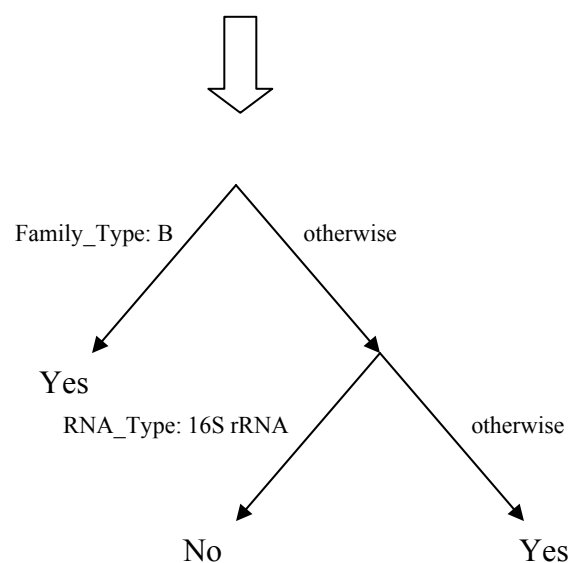 Family_Type: B
otherwise
Yes
RNA_Type: 16S rRNA
otherwise
No
Yes